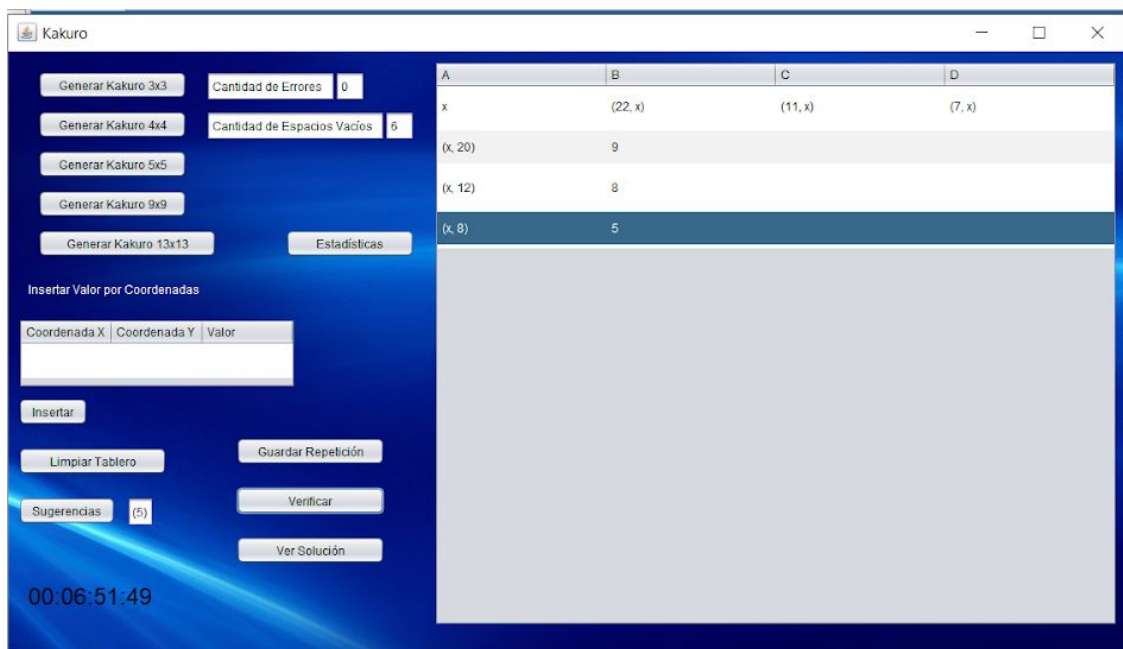 Kakuro
Generar Kakuro 3x3
Cantidad de Errores 0
Generar Kakuro 4x4
Cantidad de Espacios Vacíos 6
Generar Kakuro 5x5
Generar Kakuro 9x9
Generar Kakuro 13x13
Estadísticas
Insertar Valor por Coordenadas
Coordenada X Coordenada Y Valor
Insertar
Limpiar Tablero
Guardar Repetición
Sugerencias (5)
Verificar
Ver Solución
00:06:51:49
A B C D
x (22, x) (11, x) (7, x)
(x, 20) 9
(x, 12) 8
(x, 8) 5